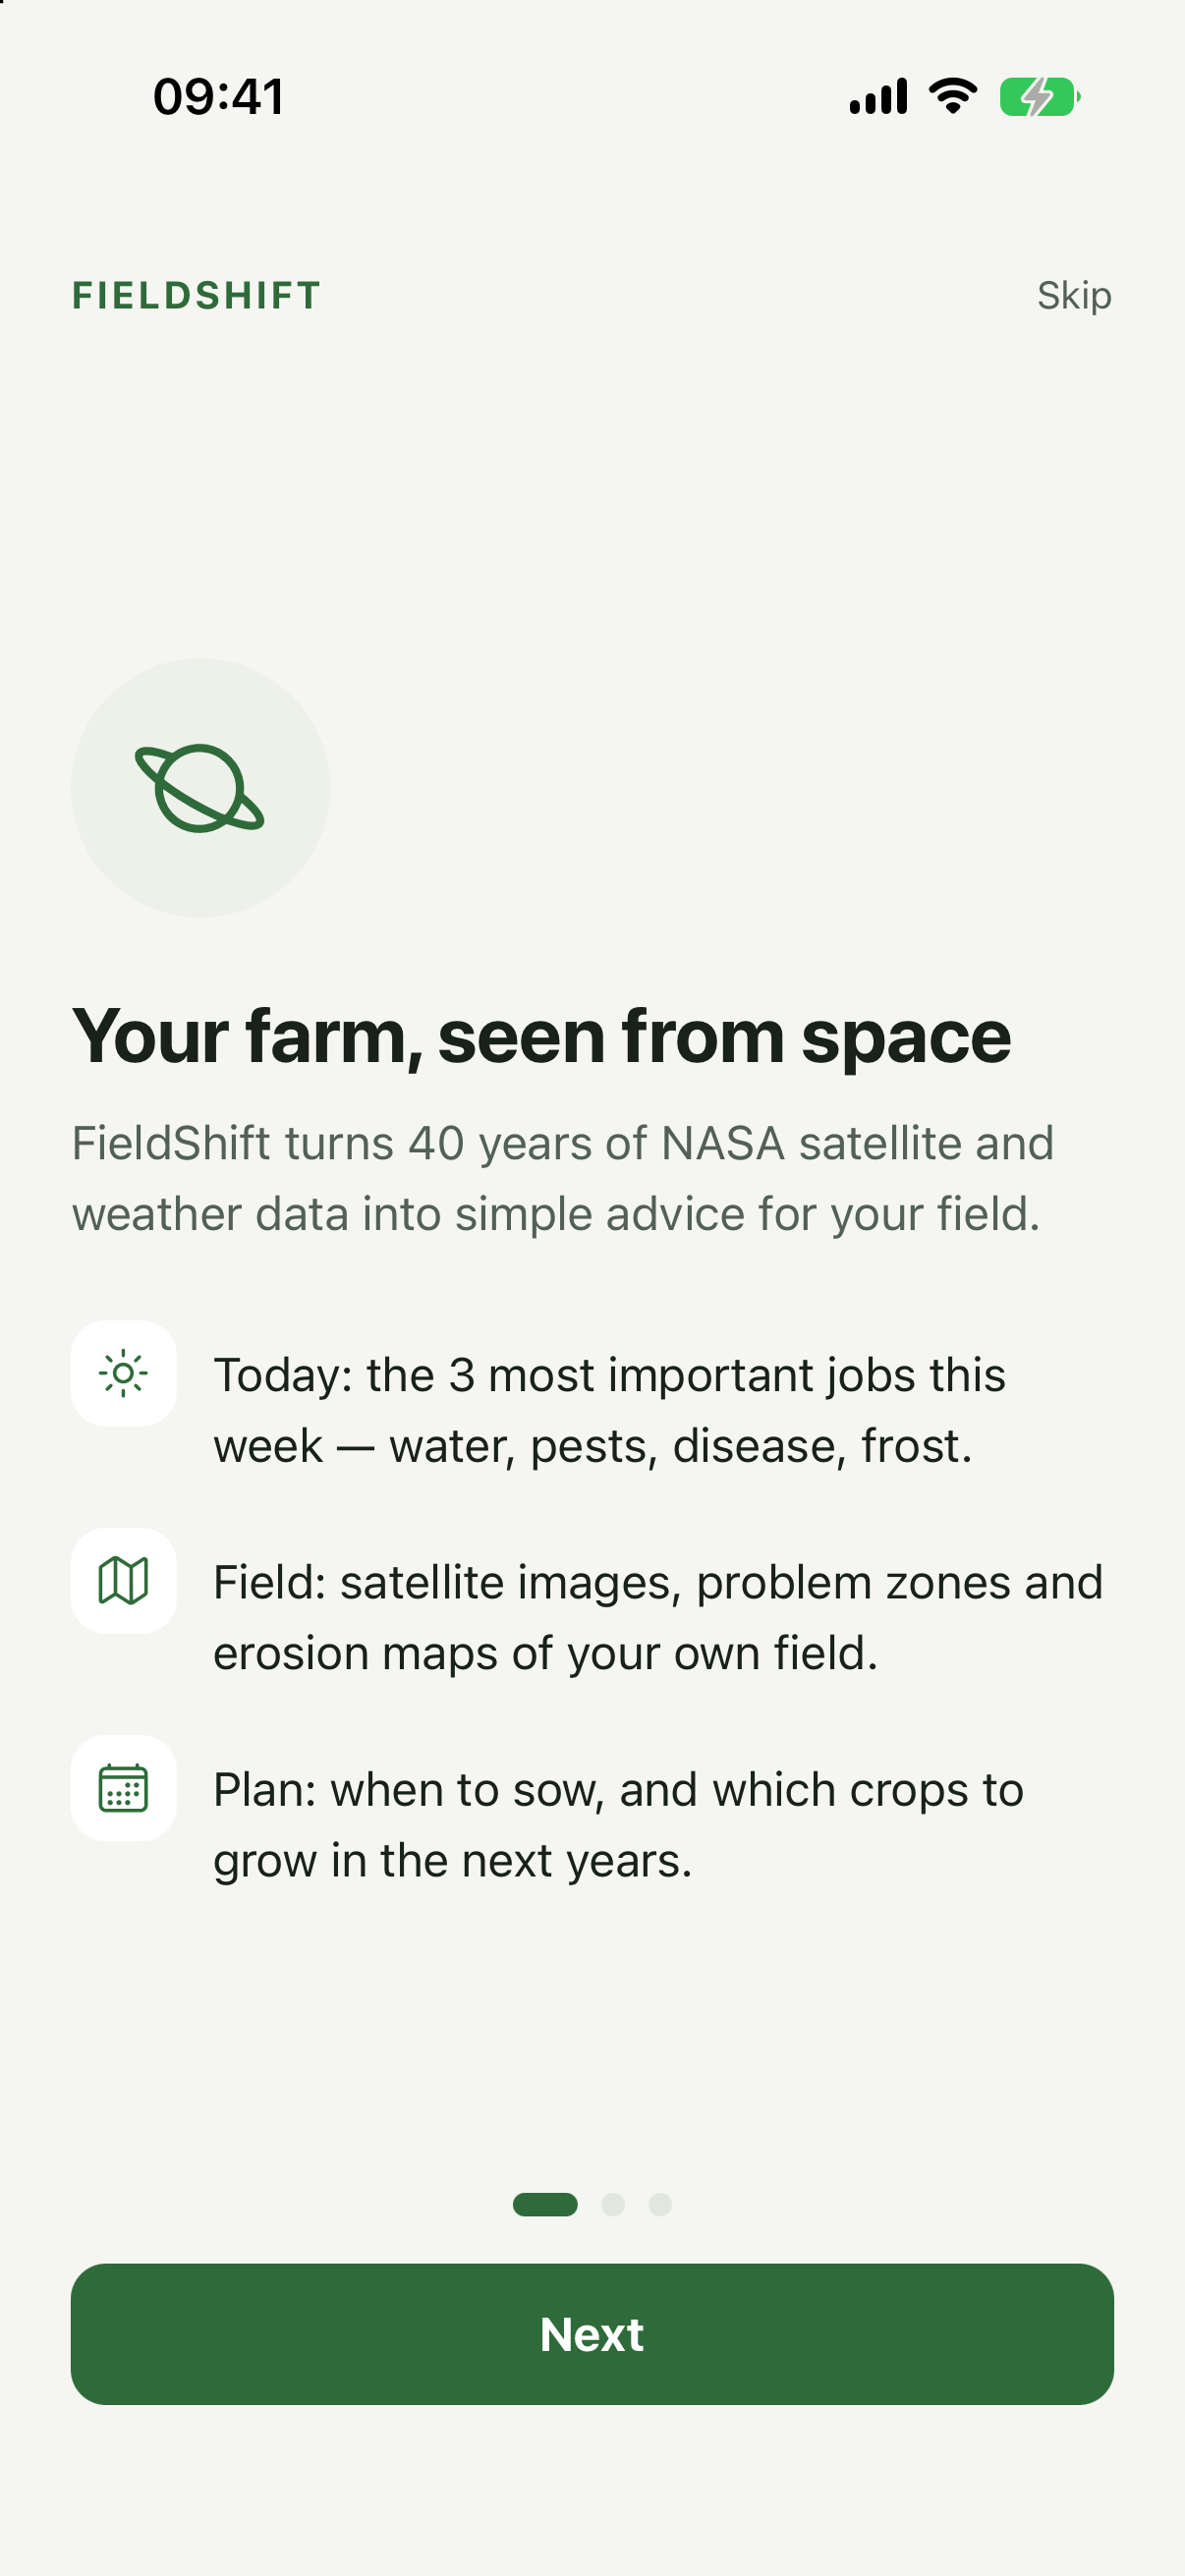 09:41
FIELDSHIFT
Skip
Your farm, seen from space
FieldShift turns 40 years of NASA satellite and
weather data into simple advice for your field.
Today: the 3 most important jobs this
week — water, pests, disease, frost.
Field: satellite images, problem zones and
erosion maps of your own field.
Plan: when to sow, and which crops to
grow in the next years.
Next